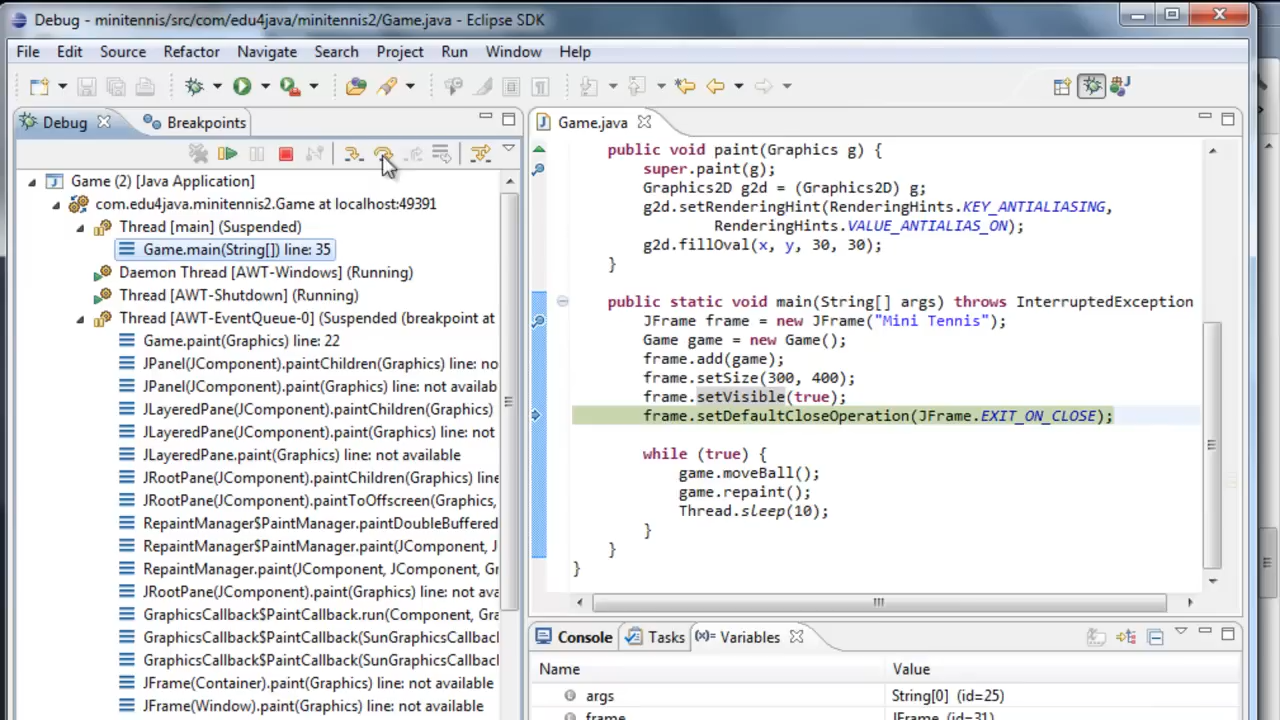 Debug - minitennis/src/com/edu4java/minitennis2/Game.java - Eclipse SDK
File Edit Source Refactor Navigate Search Project Run Window Help
Debug Breakpoints
Game (2) [Java Application]
com.edu4java.minitennis2.Game at localhost:49391
Thread [main] (Suspended)
Game.main(String[]) line: 35
Daemon Thread [AWT-Windows] (Running)
Thread [AWT-Shutdown] (Running)
Thread [AWT-EventQueue-0] (Suspended (breakpoint at
Game.paint(Graphics) line: 22
JPanel(JComponent).paintChildren(Graphics) line: no
JPanel(JComponent).paint(Graphics) line: not availab
JLayeredPane(JComponent).paintChildren(Graphics)
JLayeredPane(JComponent).paint(Graphics) line: not
JLayeredPane.paint(Graphics) line: not available
JRootPane(JComponent).paintChildren(Graphics) line
JRootPane(JComponent).paintToOffscreen(Graphics,
RepaintManager$PaintManager.paintDoubleBuffered
RepaintManager$PaintManager.paint(JComponent, J
RepaintManager.paint(JComponent, JComponent, Gr
JRootPane(JComponent).paint(Graphics) line: not ava
GraphicsCallback$PaintCallback.run(Component, Gra
GraphicsCallback$PaintCallback(SunGraphicsCallbac
GraphicsCallback$PaintCallback(SunGraphicsCallbac
JFrame(Container).paint(Graphics) line: not available
JFrame(Window).paint(Graphics) line: not available
Game.java
public void paint(Graphics g) {
super.paint(g);
Graphics2D g2d = (Graphics2D) g;
g2d.setRenderingHint(RenderingHints.KEY_ANTIALIASING,
RenderingHints.VALUE_ANTIALIAS_ON);
g2d.fillOval(x, y, 30, 30);
}
public static void main(String[] args) throws InterruptedException
JFrame frame = new JFrame("Mini Tennis");
Game game = new Game();
frame.add(game);
frame.setSize(300, 400);
frame.setVisible(true);
frame.setDefaultCloseOperation(JFrame.EXIT_ON_CLOSE);
while (true) {
game.moveBall();
game.repaint();
Thread.sleep(10);
}
}
}
Console Tasks (x)= Variables
Name Value
args String[0] (id=25)
frame JFrame (id=31)